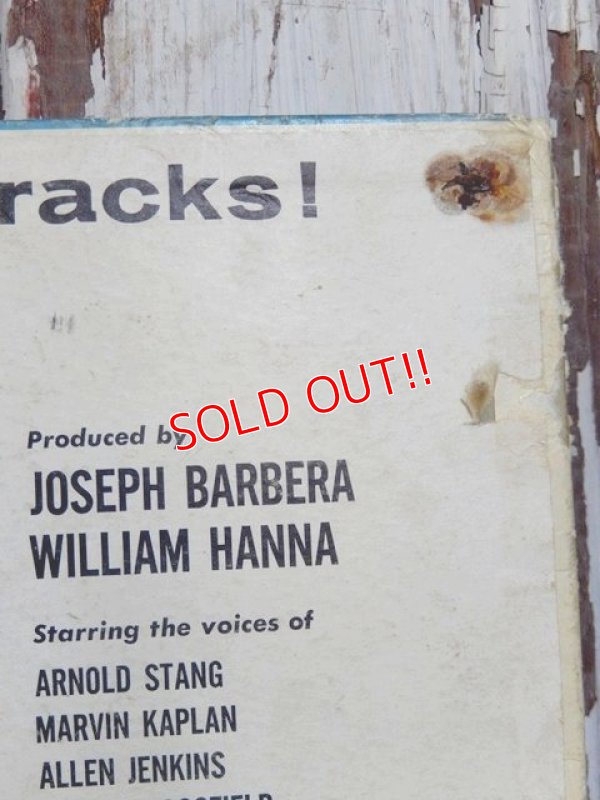 racks!
SOLD OUT!!
Produced by
JOSEPH BARBERA
WILLIAM HANNA
Starring the voices of
ARNOLD STANG
MARVIN KAPLAN
ALLEN JENKINS